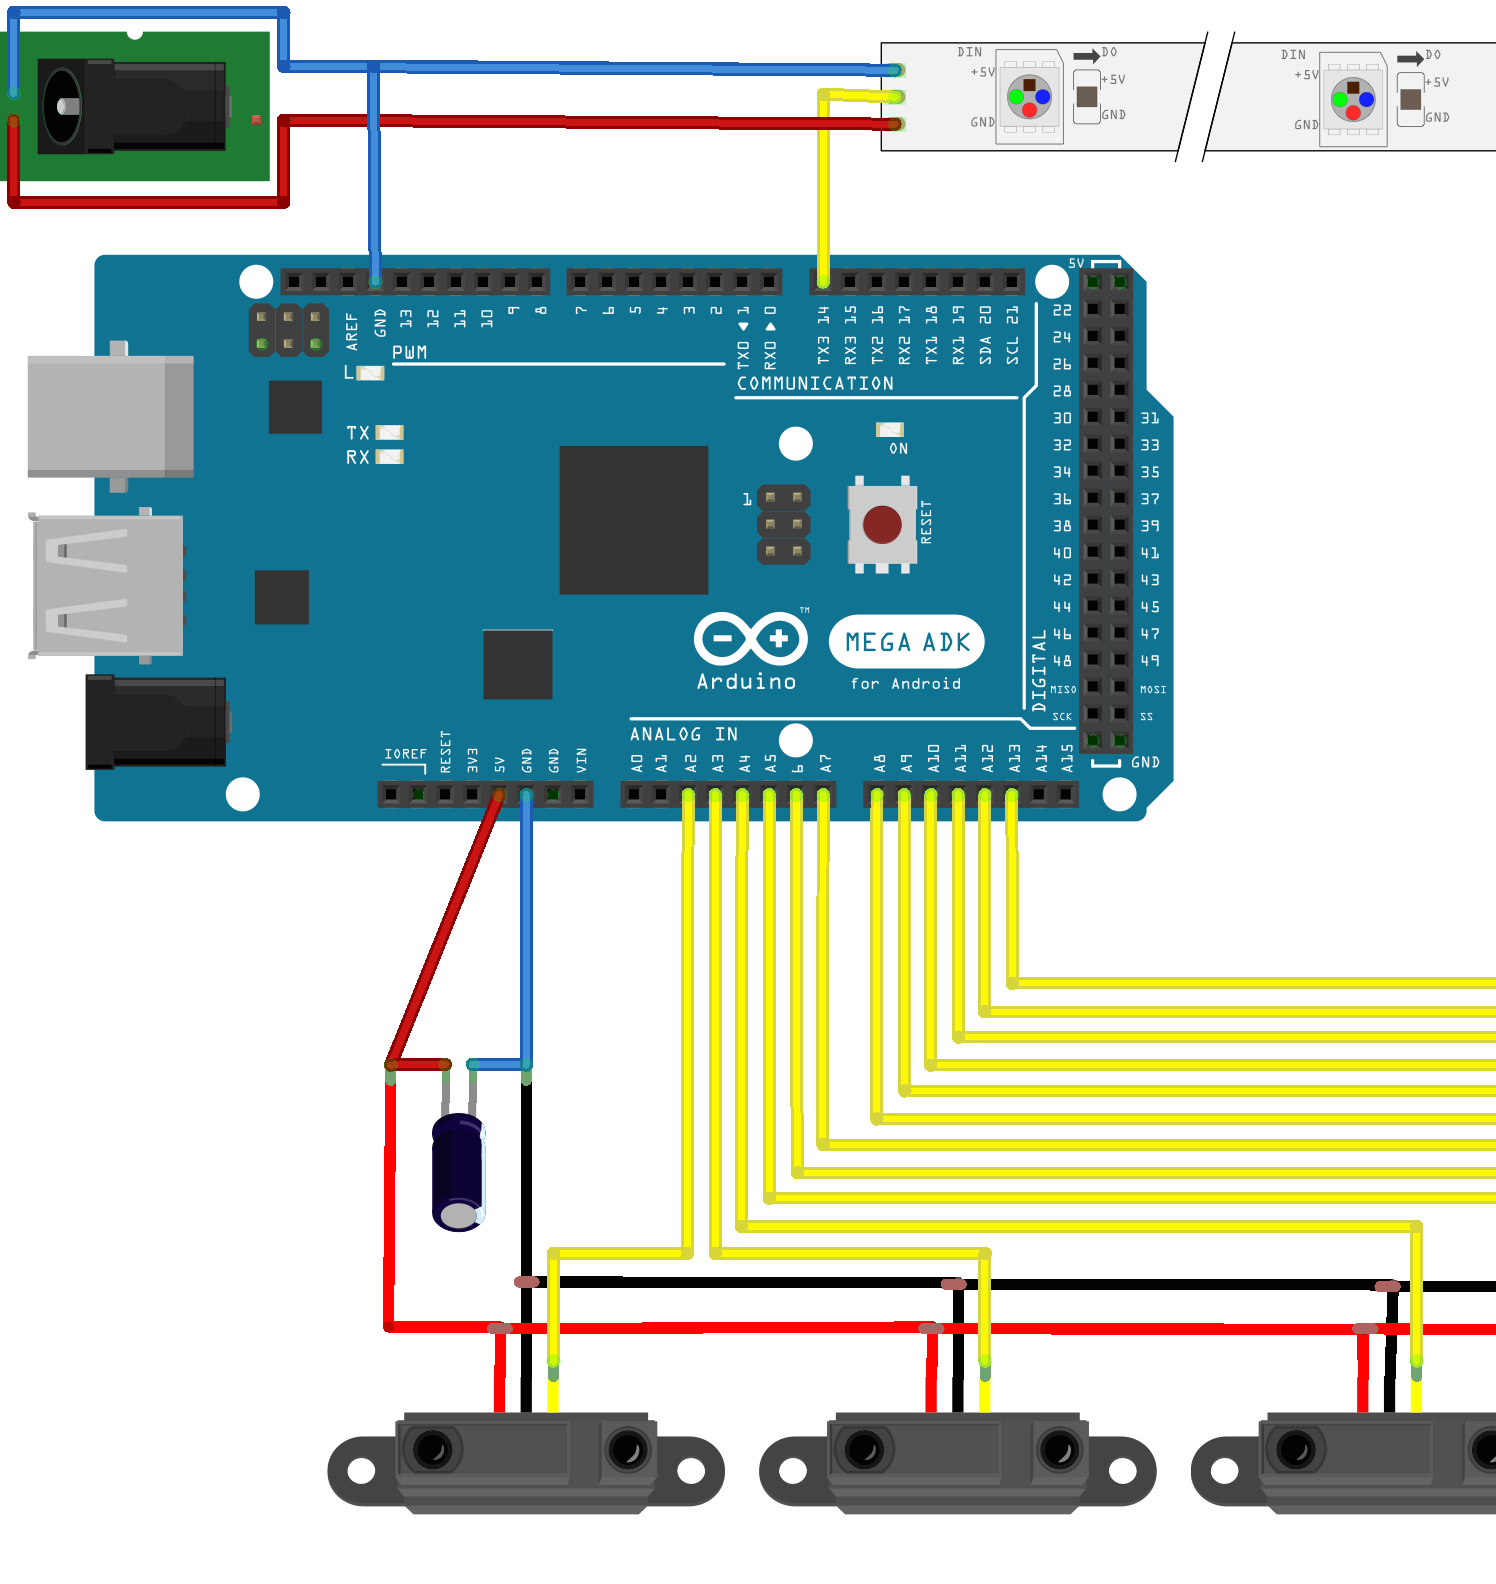 DIN
DO
+5V
+5V
GND
GND
DIN
DO
+5V
+5V
GND
GND
AREF
GND
13
12
11
10
9
8
7
6
5
4
3
2
TX0 1
RX0 0
TX3 14
RX3 15
TX2 16
RX2 17
TX1 18
RX1 19
SDA 20
SCL 21
5V
22
24
26
28
30 31
32 33
34 35
36 37
38 39
40 41
42 43
44 45
46 47
48 49
MISO MOSI
SCK SS
GND
DIGITAL
L
PWM
COMMUNICATION
TX
RX
ON
1
RESET
TM
MEGA ADK
Arduino
for Android
ANALOG IN
IOREF
RESET
3V3
5V
GND
GND
VIN
A0
A1
A2
A3
A4
A5
6
A7
A8
A9
A10
A11
A12
A13
A14
A15